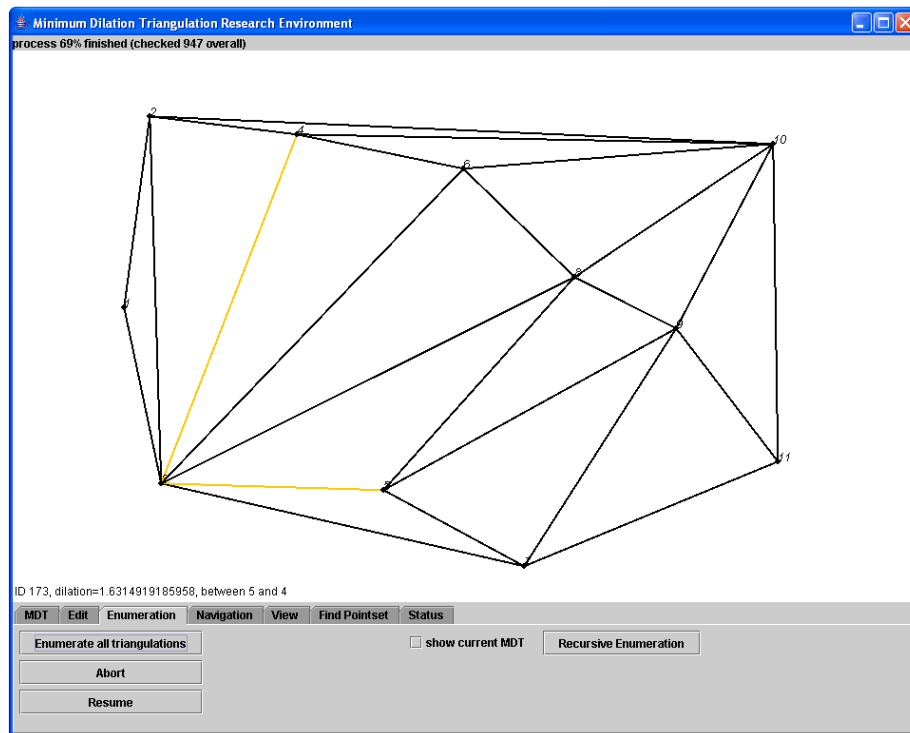 Minimum Dilation Triangulation Research Environment
process 69% finished (checked 947 overall)
2
4
10
6
8
9
11
5
ID 173, dilation=1.6314919185958, between 5 and 4
MDT Edit Enumeration Navigation View Find Pointset Status
Enumerate all triangulations
show current MDT
Recursive Enumeration
Abort
Resume